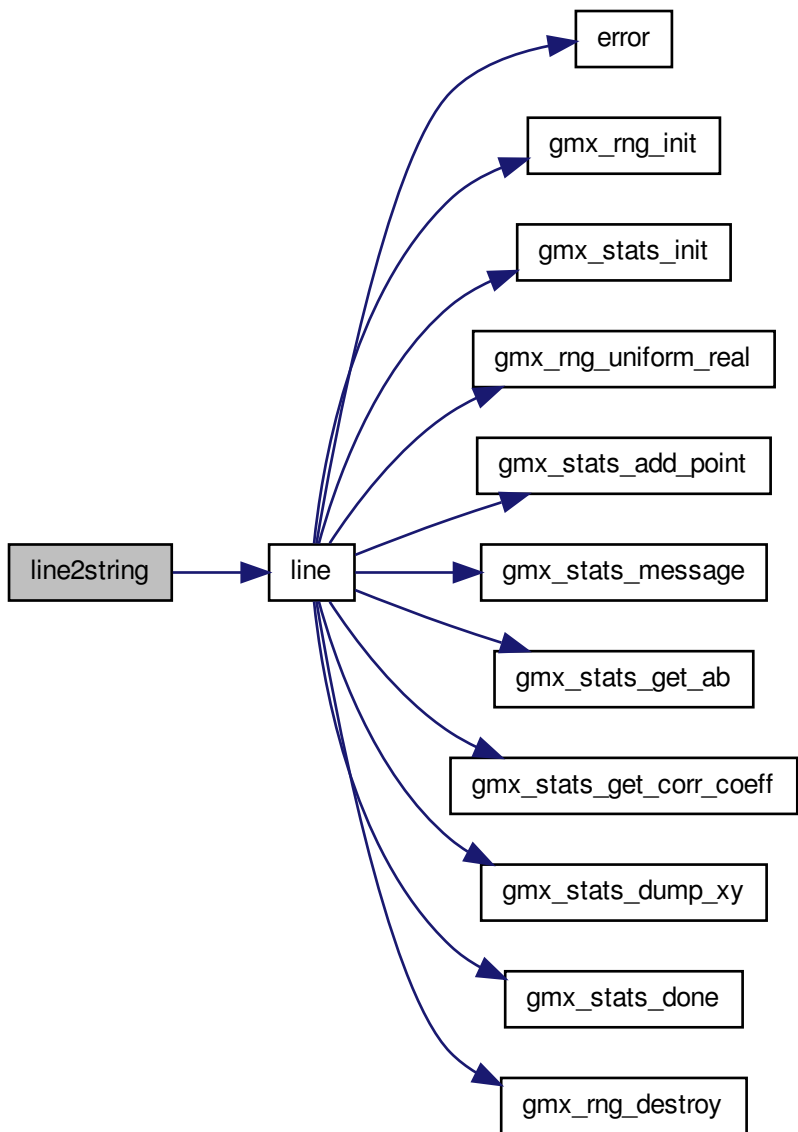 error
gmx_rng_init
gmx_stats_init
gmx_rng_uniform_real
gmx_stats_add_point
line2string
line
gmx_stats_message
gmx_stats_get_ab
gmx_stats_get_corr_coeff
gmx_stats_dump_xy
gmx_stats_done
gmx_rng_destroy